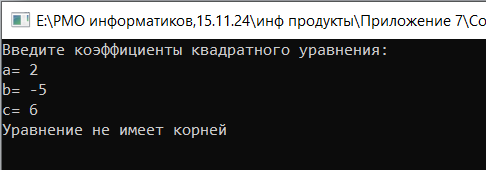 E:\РМО информатиков,15.11.24\инф продукты\Приложение 7\Co
Введите коэффициенты квадратного уравнения:
a= 2
b= -5
c= 6
Уравнение не имеет корней